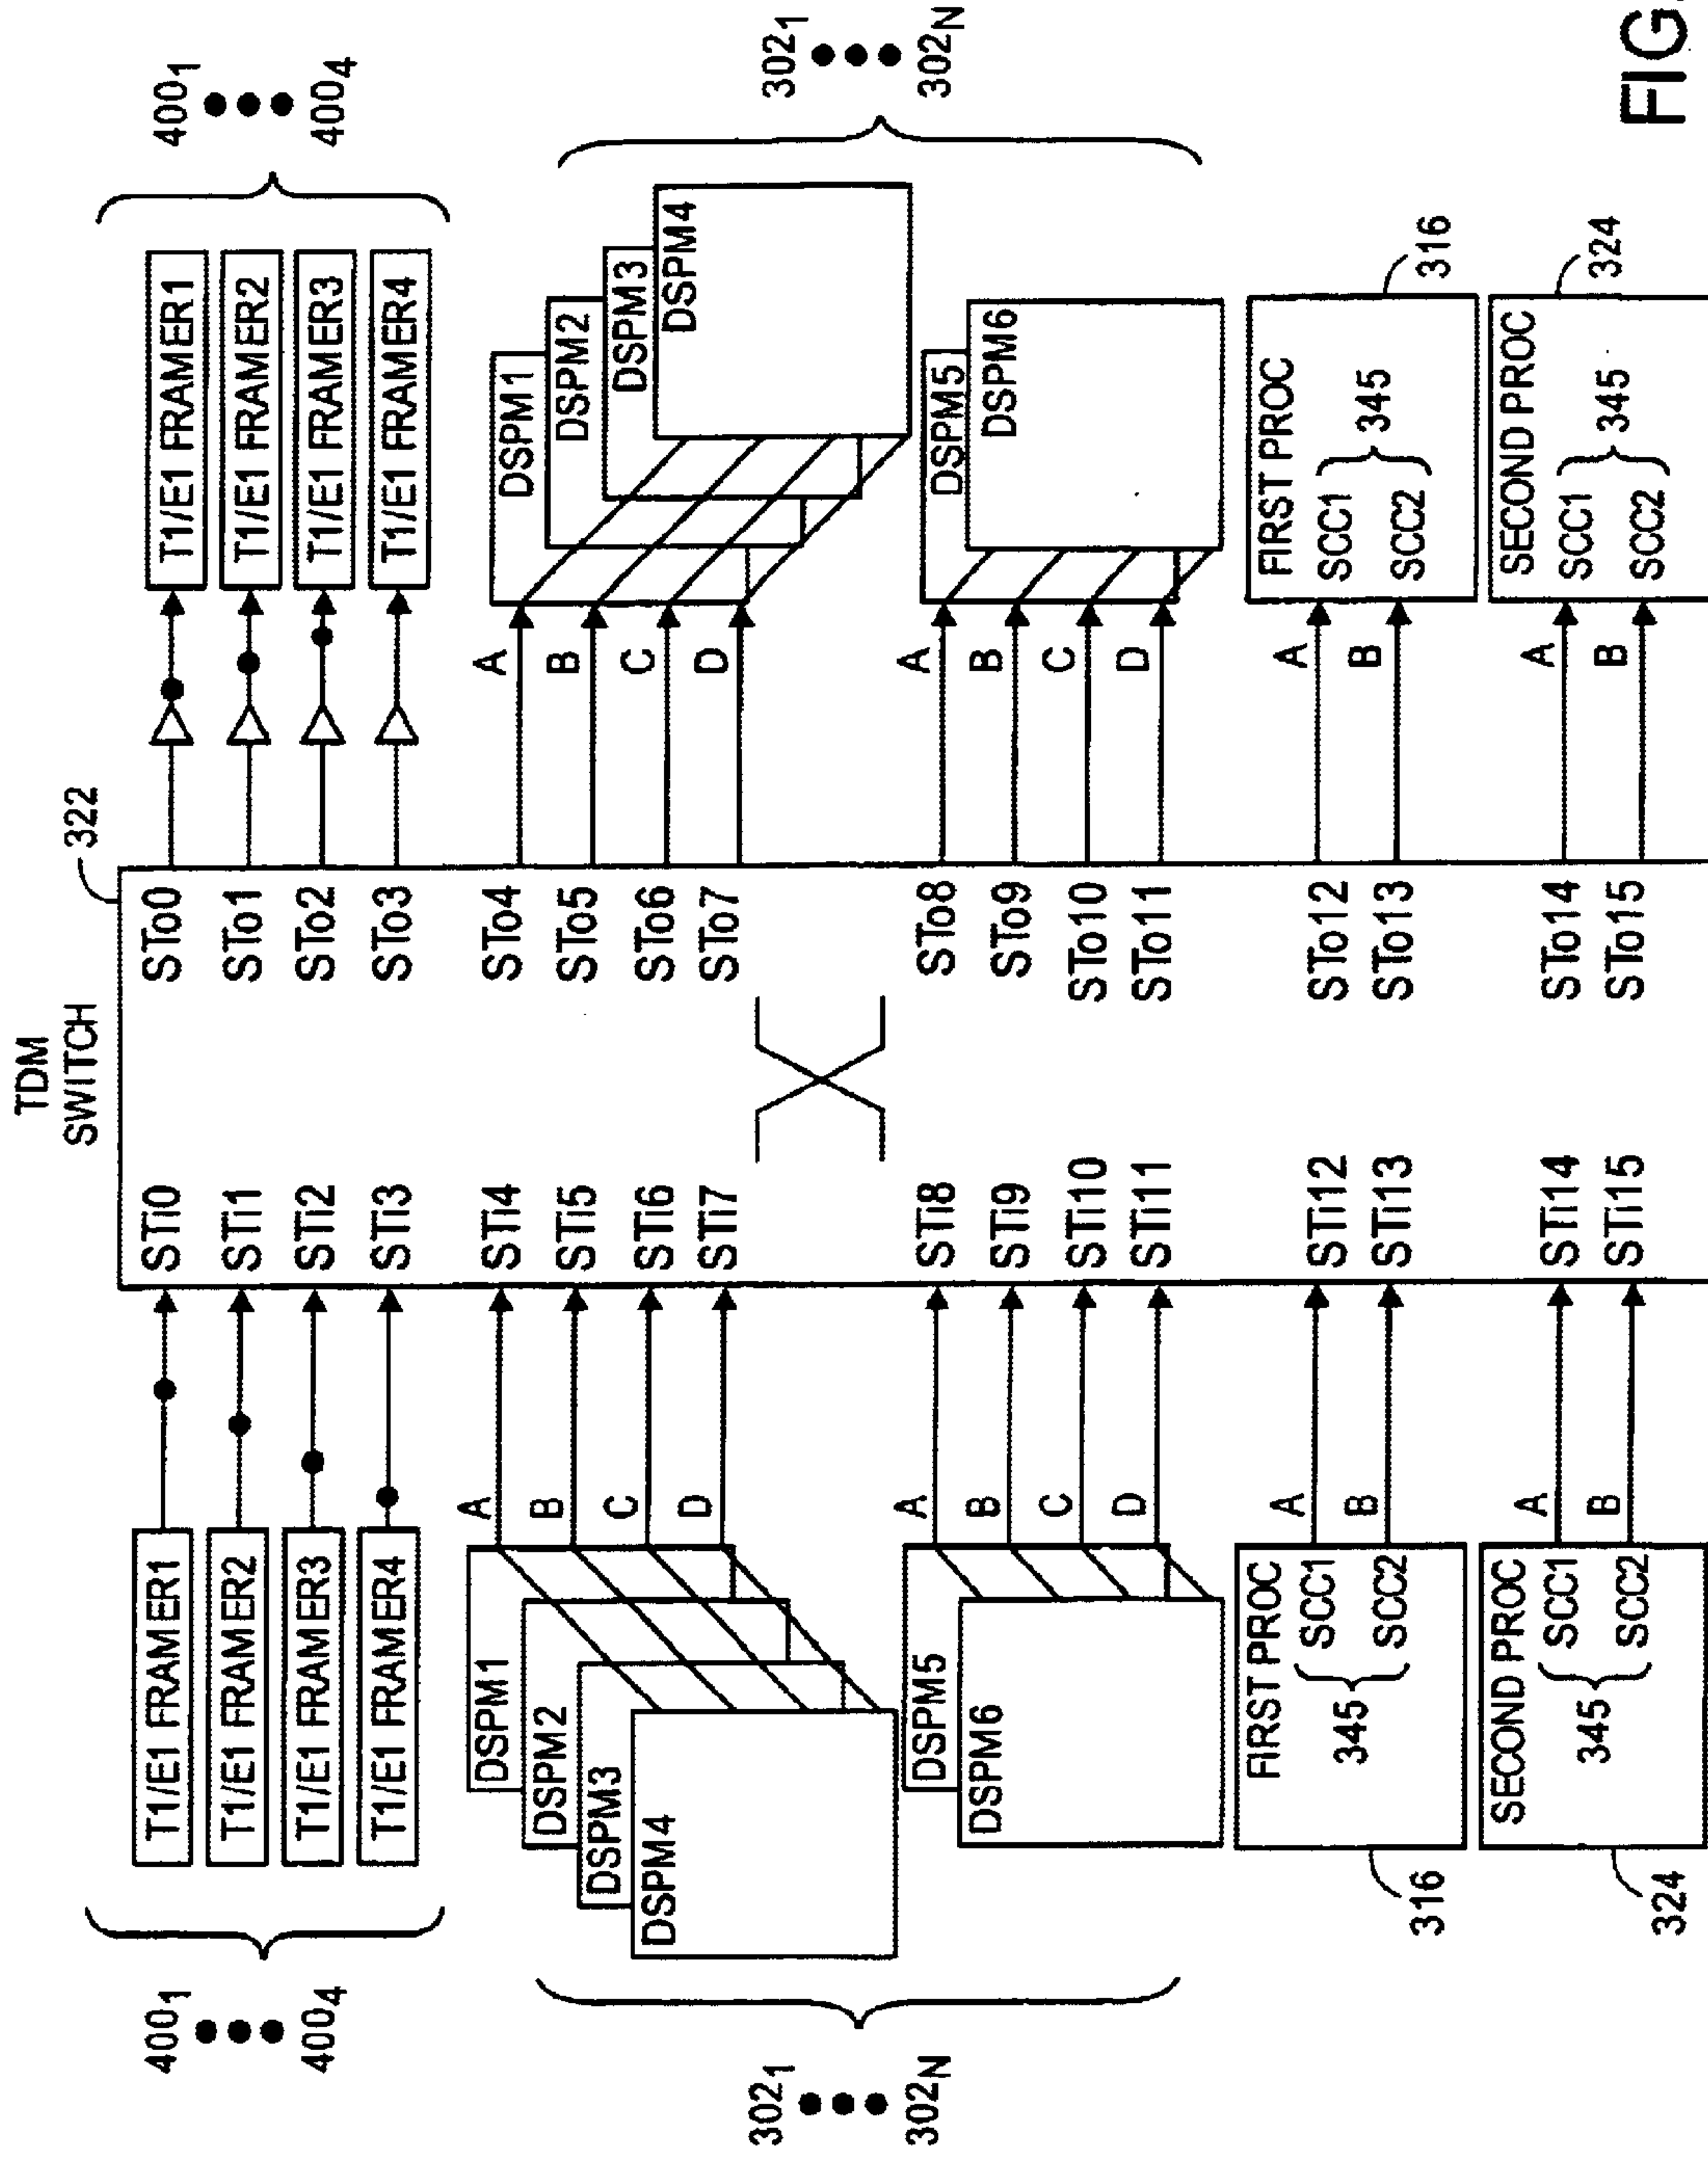 TDM
SWITCH
322
400₁
400₄
T1/E1 FRAMER1
T1/E1 FRAMER2
T1/E1 FRAMER3
T1/E1 FRAMER4
STi0
STi1
STi2
STi3
STo0
STo1
STo2
STo3
T1/E1 FRAMER1
T1/E1 FRAMER2
T1/E1 FRAMER3
T1/E1 FRAMER4
400₁
400₄
302₁
302_N
DSPM1
DSPM2
DSPM3
DSPM4
A
B
C
D
STi4
STi5
STi6
STi7
STo4
STo5
STo6
STo7
A
B
C
D
DSPM1
DSPM2
DSPM3
DSPM4
302₁
302_N
DSPM5
DSPM6
A
B
C
D
STi8
STi9
STi10
STi11
STo8
STo9
STo10
STo11
A
B
C
D
DSPM5
DSPM6
316
FIRST PROC
345
SCC1
SCC2
A
B
STi12
STi13
STo12
STo13
A
B
FIRST PROC
SCC1
SCC2
345
316
324
SECOND PROC
345
SCC1
SCC2
A
B
STi14
STi15
STo14
STo15
A
B
SECOND PROC
SCC1
SCC2
345
324
FIG.